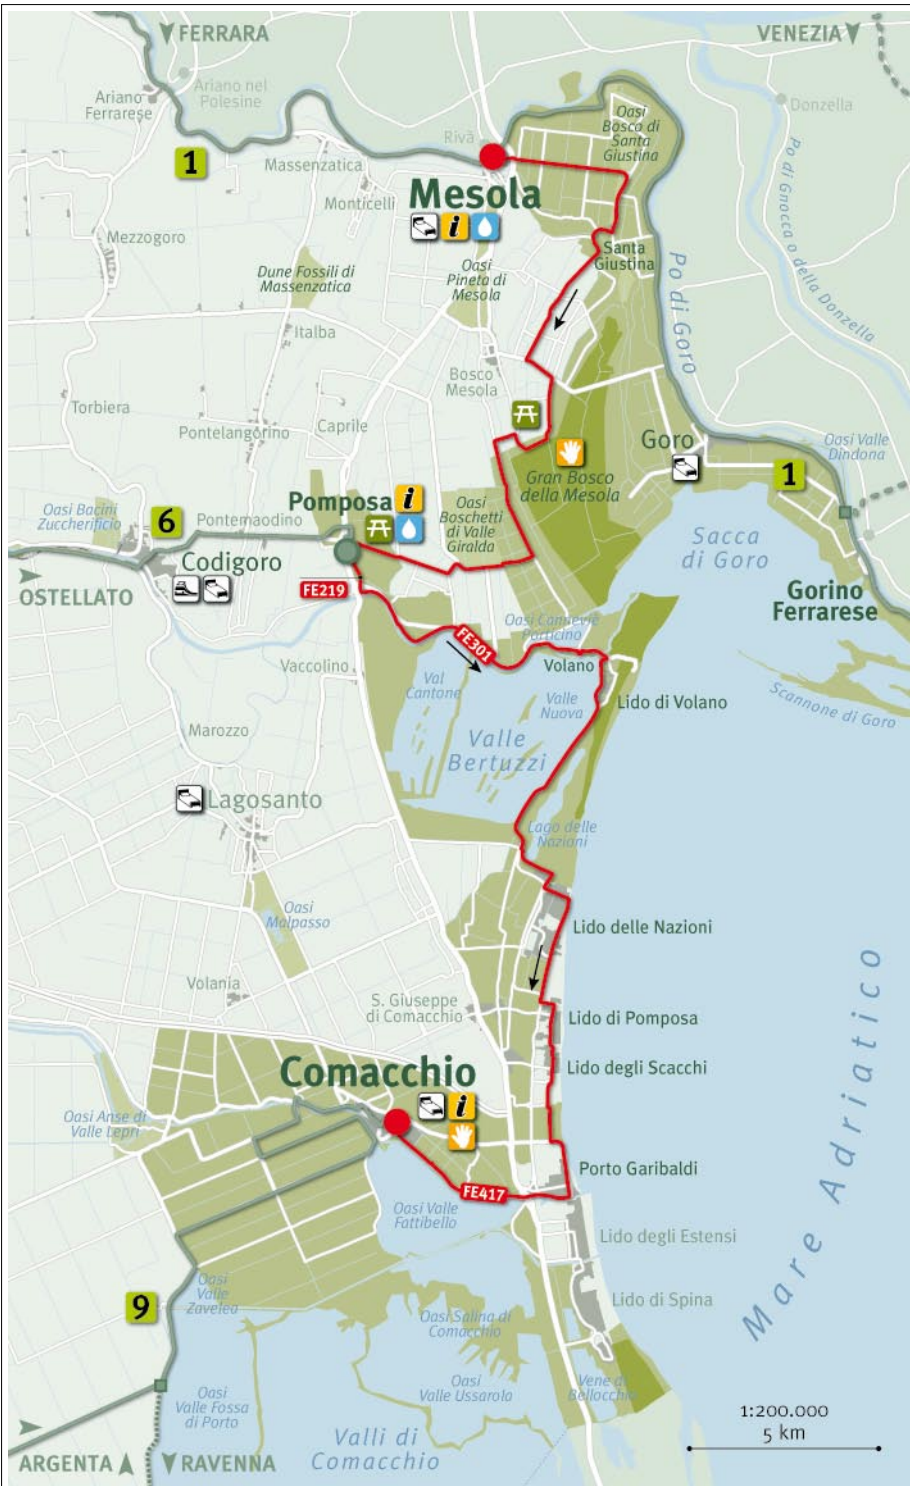 FERRARA
VENEZIA
Ariano nel
Polesine
Ariano
Ferrarese
Donzella
Oasi
Bosco di
Santa
Giustina
Rivà
1
Massenzatica
Mesola
i
Monticelli
Po di Gnocca o della Donzella
Mezzogoro
Santa
Giustina
Po di Goro
Dune Fossili di
Massenzatica
Oasi
Pineta di
Mesola
Italba
Bosco
Mesola
Torbiera
Pontelangorino
Caprile
Goro
Oasi Valle
Dindona
Gran Bosco
della Mesola
1
Pomposa
i
Oasi
Boschetti
di Valle
Giralda
Oasi Bacini
Zuccherificio
6
Pontemaodino
Sacca
di Goro
Codigoro
OSTELLATO
FE219
Gorino
Ferrarese
Oasi Cannevié
Porticino
FE301
Volano
Vaccolino
Val
Cantone
Valle
Nuova
Lido di Volano
Scannone di Goro
Marozzo
Valle
Bertuzzi
Lagosanto
Lago delle
Nazioni
Oasi
Malpasso
Lido delle Nazioni
Volania
S. Giuseppe
di Comacchio
Lido di Pomposa
Comacchio
i
Lido degli Scacchi
Mare Adriatico
Oasi Anse di
Valle Lepri
Porto Garibaldi
FE417
Oasi Valle
Fattibello
Lido degli Estensi
Oasi
Valle
Zavelea
9
Lido di Spina
Oasi Salina di
Comacchio
Oasi
Valle Ussarola
Vene di
Bellocchio
Oasi
Valle Fossa
di Porto
1:200.000
5 km
Valli di
Comacchio
ARGENTA
RAVENNA